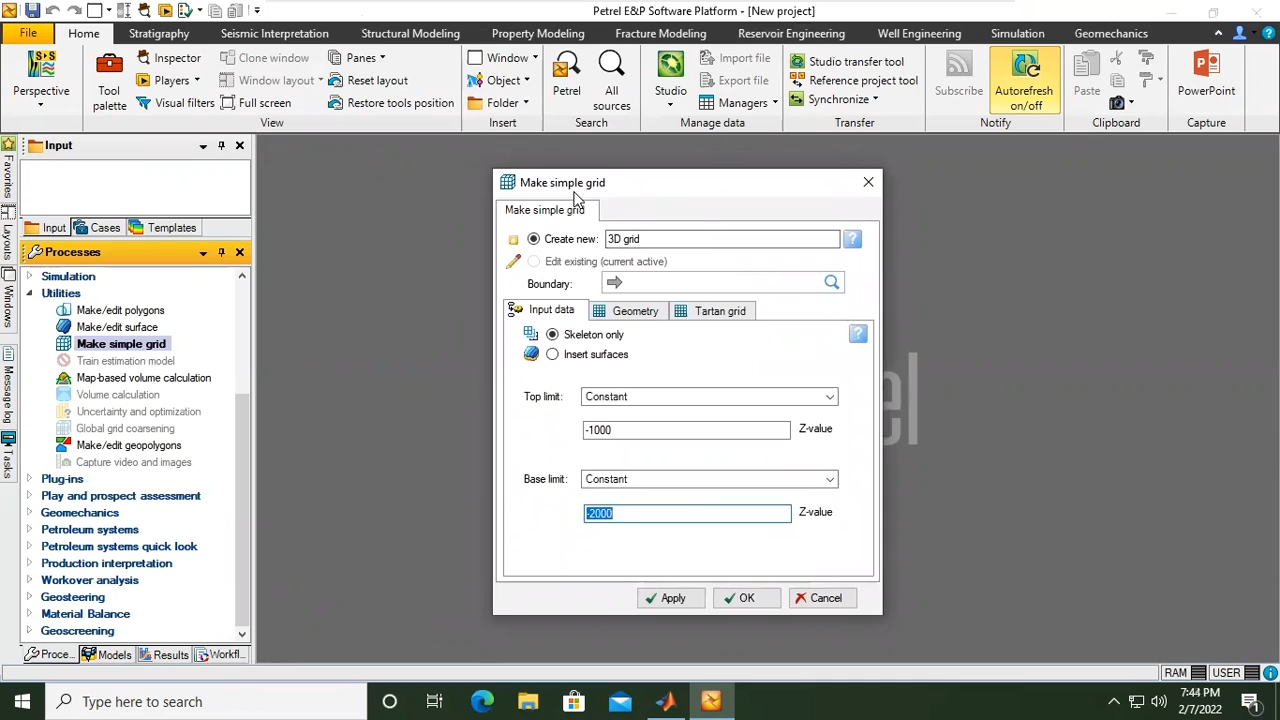 Petrel E&P Software Platform - [New project]
File
Home
Stratigraphy
Seismic Interpretation
Structural Modeling
Property Modeling
Fracture Modeling
Reservoir Engineering
Well Engineering
Simulation
Geomechanics
Perspective
Tool palette
Inspector
Players
Visual filters
Clone window
Window layout
Full screen
Panes
Reset layout
Restore tools position
View
Window
Object
Folder
Insert
Petrel
All sources
Search
Studio
Import file
Export file
Managers
Manage data
Studio transfer tool
Reference project tool
Synchronize
Transfer
Subscribe
Autorefresh on/off
Notify
Paste
Clipboard
PowerPoint
Capture
Favorites
Layouts
Windows
Message log
Tasks
Input
Input
Cases
Templates
Processes
Simulation
Utilities
Make/edit polygons
Make/edit surface
Make simple grid
Train estimation model
Map-based volume calculation
Volume calculation
Uncertainty and optimization
Global grid coarsening
Make/edit geopolygons
Capture video and images
Plug-ins
Play and prospect assessment
Geomechanics
Petroleum systems
Petroleum systems quick look
Production interpretation
Workover analysis
Geosteering
Material Balance
Geoscreening
Proce...
Models
Results
Workfl...
Make simple grid
Make simple grid
Create new: 3D grid
Edit existing (current active)
Boundary:
Input data
Geometry
Tartan grid
Skeleton only
Insert surfaces
Top limit: Constant
-1000 Z-value
Base limit: Constant
-2000 Z-value
Apply
OK
Cancel
el
RAM
USER
Type here to search
7:44 PM
2/7/2022